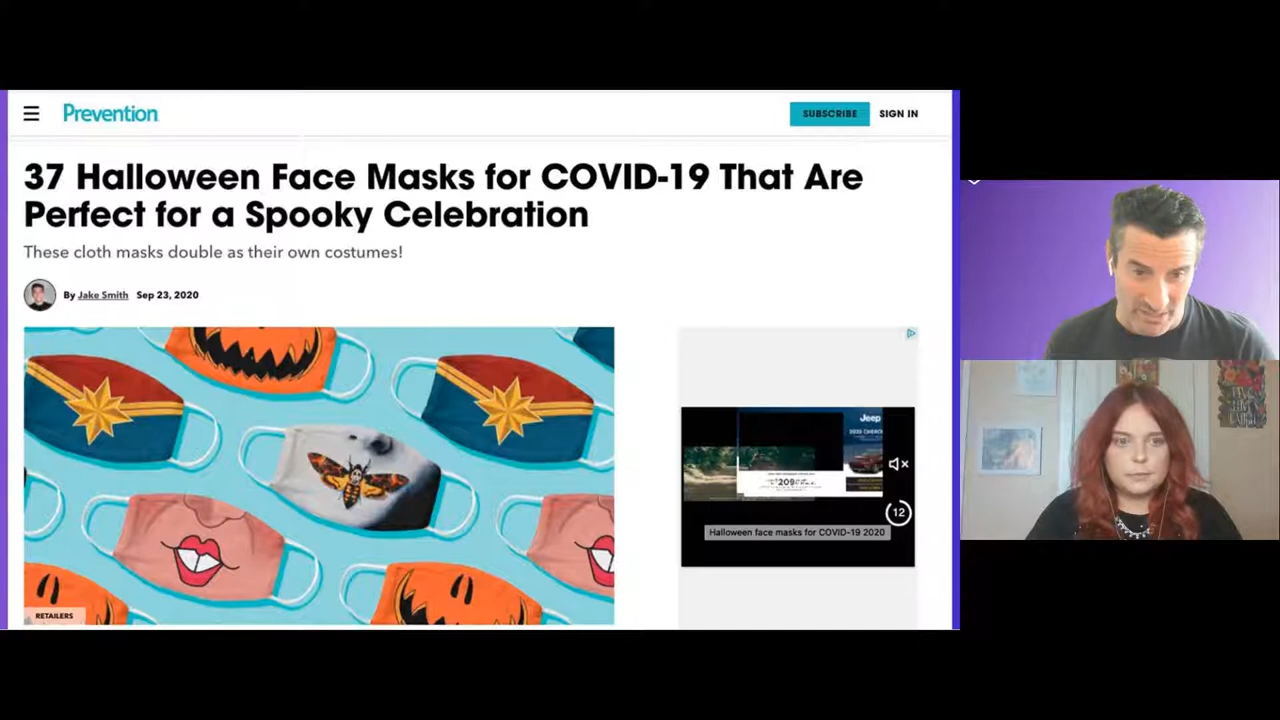 Prevention
SUBSCRIBE
SIGN IN
37 Halloween Face Masks for COVID-19 That Are
Perfect for a Spooky Celebration
These cloth masks double as their own costumes!
By Jake Smith Sep 23, 2020
RETAILERS
Jeep
209
12
Halloween face masks for COVID-19 2020